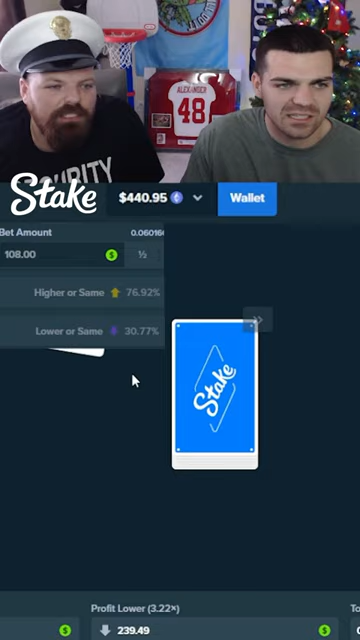 ALEXANDER
48
SECURITY
Stake
$440.95
Wallet
Bet Amount
108.00
½
Higher or Same 76.92%
Lower or Same 30.77%
Stake
Profit Lower (3.22×)
239.49